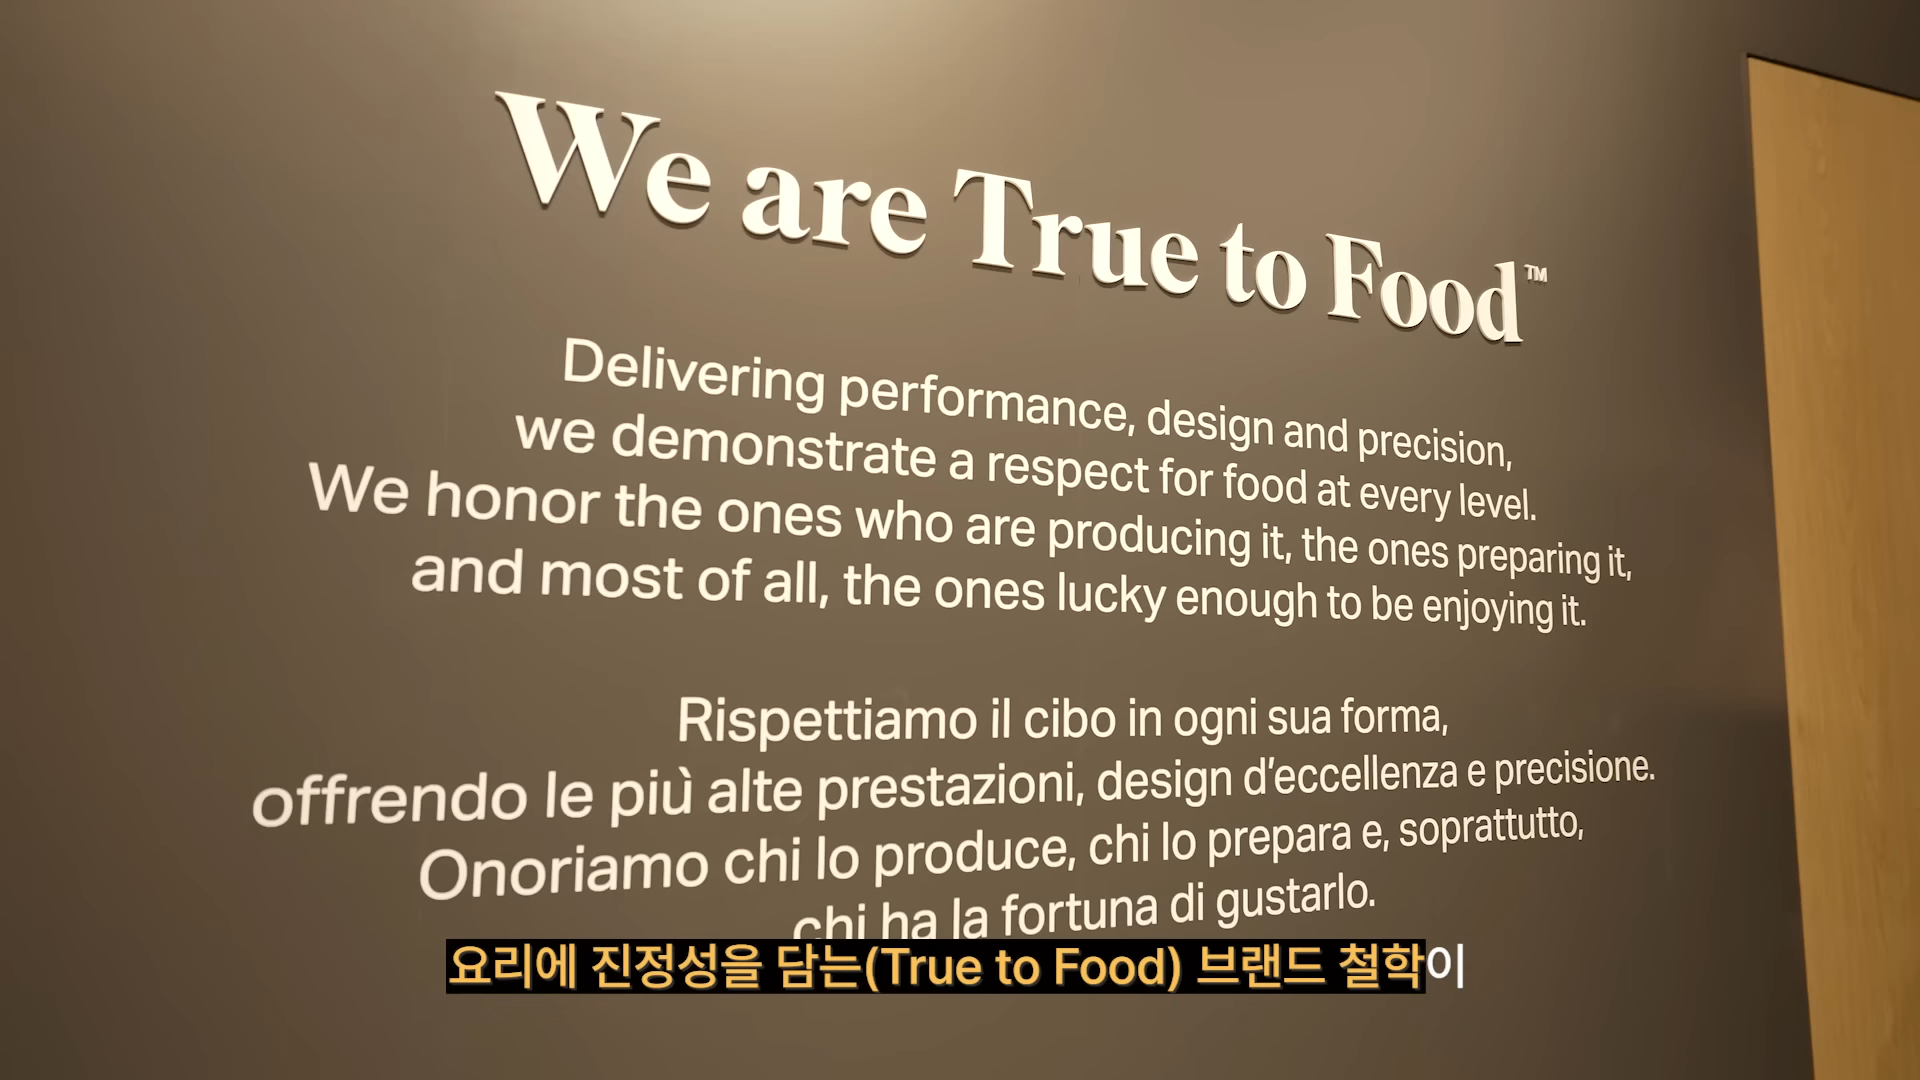 We are True to Food™
Delivering performance, design and precision,
we demonstrate a respect for food at every level.
We honor the ones who are producing it, the ones preparing it,
and most of all, the ones lucky enough to be enjoying it.
Rispettiamo il cibo in ogni sua forma,
offrendo le più alte prestazioni, design d’eccellenza e precisione.
Onoriamo chi lo produce, chi lo prepara e, soprattutto,
chi ha la fortuna di gustarlo.
요리에 진정성을 담는(True to Food) 브랜드 철학이